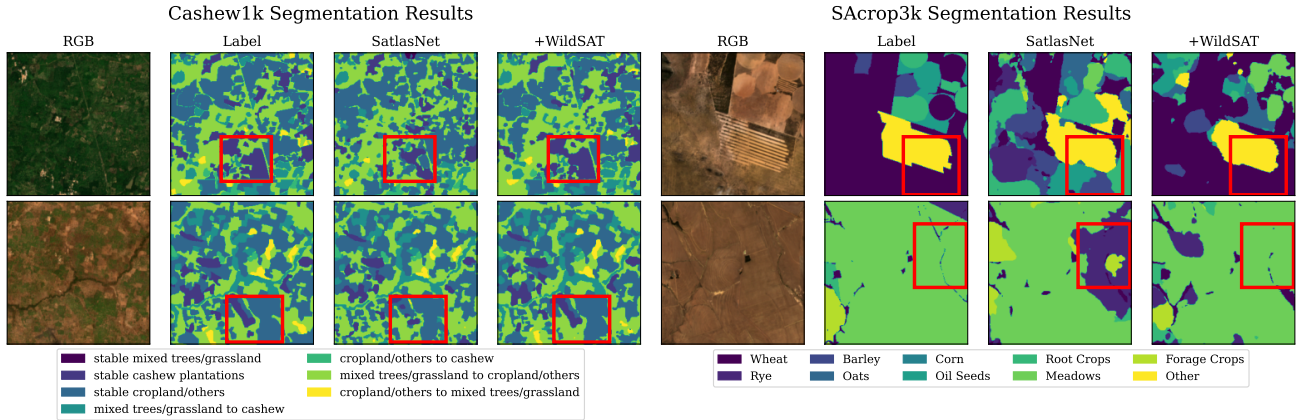 Cashew1k Segmentation Results
SAcrop3k Segmentation Results
RGB
Label
SatlasNet
+WildSAT
RGB
Label
SatlasNet
+WildSAT
stable mixed trees/grassland
stable cashew plantations
stable cropland/others
mixed trees/grassland to cashew
cropland/others to cashew
mixed trees/grassland to cropland/others
cropland/others to mixed trees/grassland
Wheat
Rye
Barley
Oats
Corn
Oil Seeds
Root Crops
Meadows
Forage Crops
Other